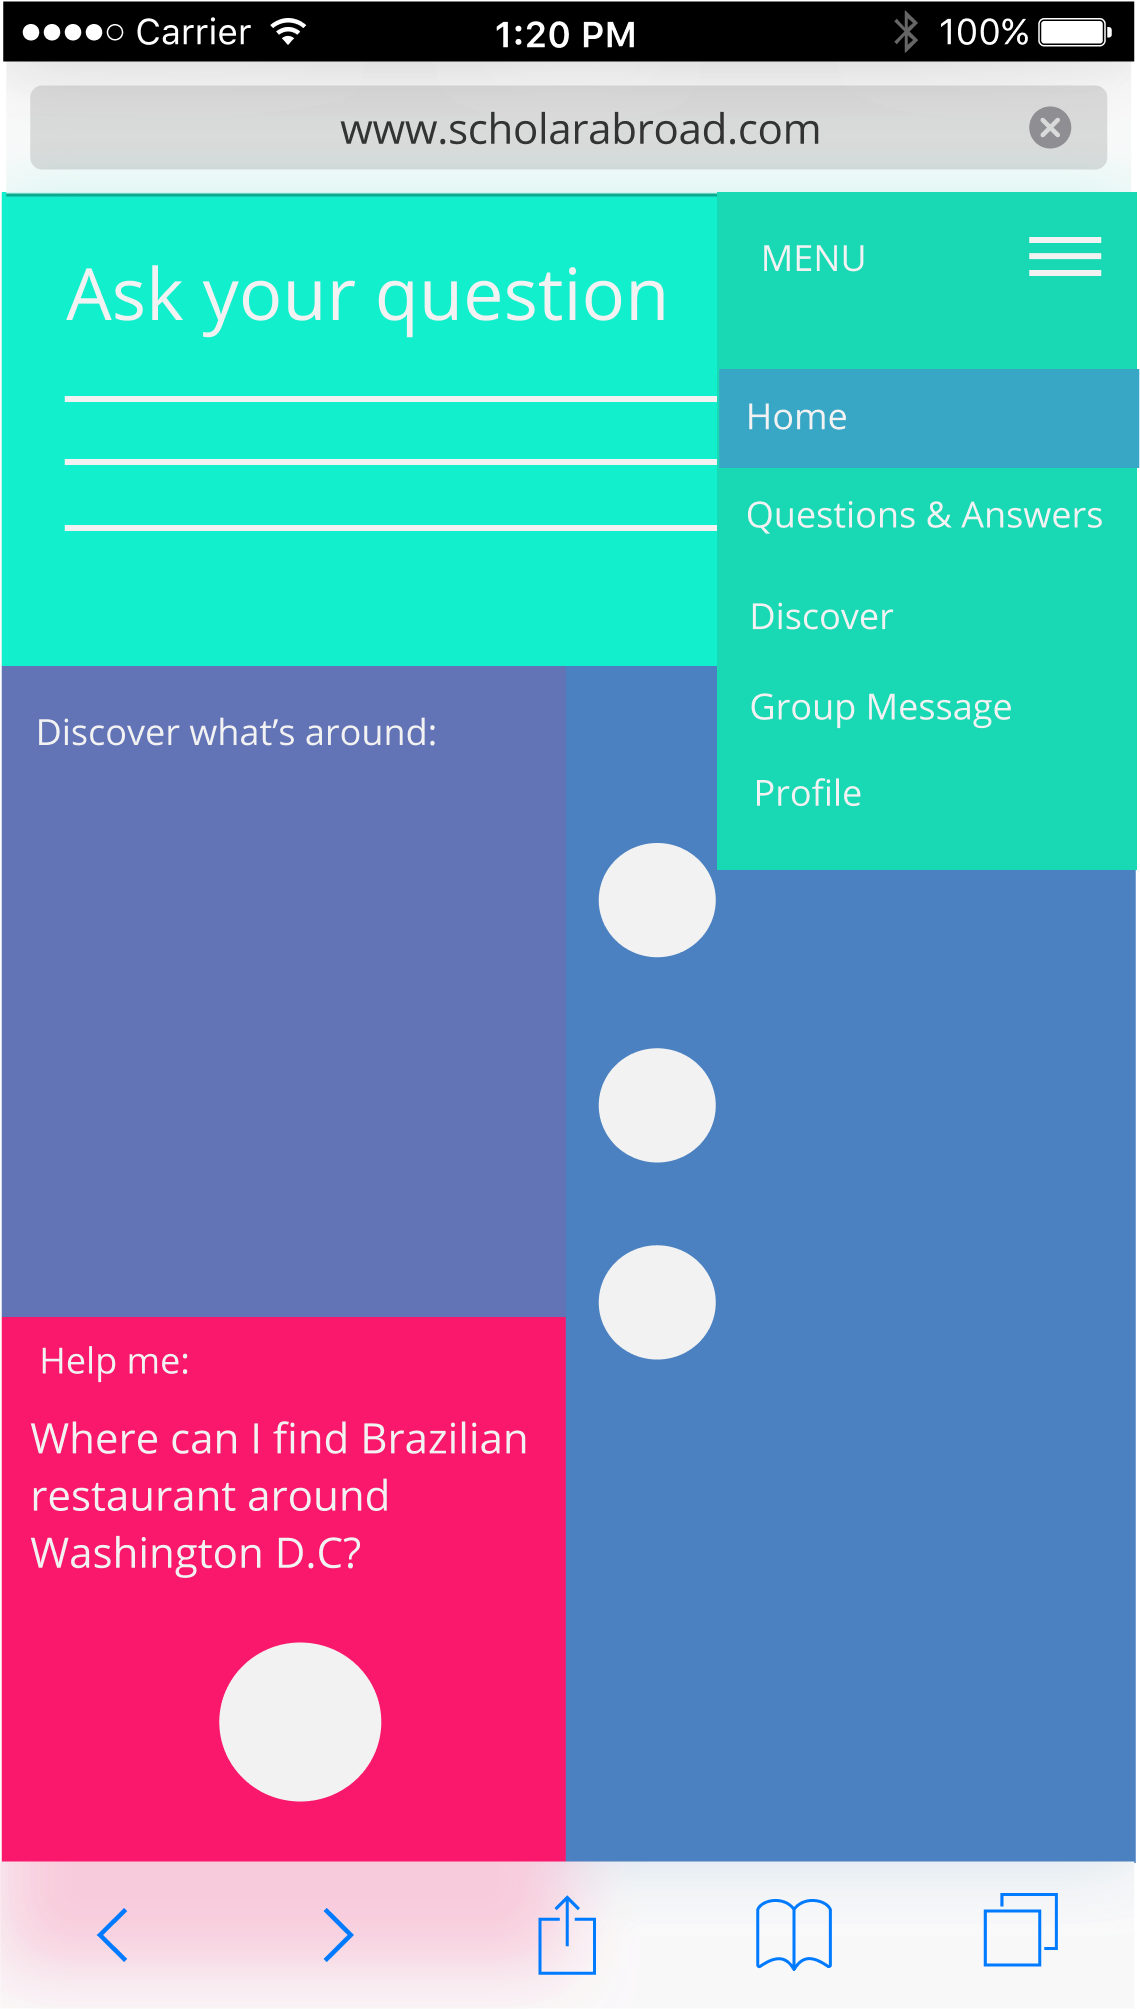 Carrier 1:20 PM 100%
www.scholarabroad.com
Ask your question
MENU
Home
Questions & Answers
Discover
Group Message
Profile
Discover what’s around:
Help me:
Where can I find Brazilian
restaurant around
Washington D.C?